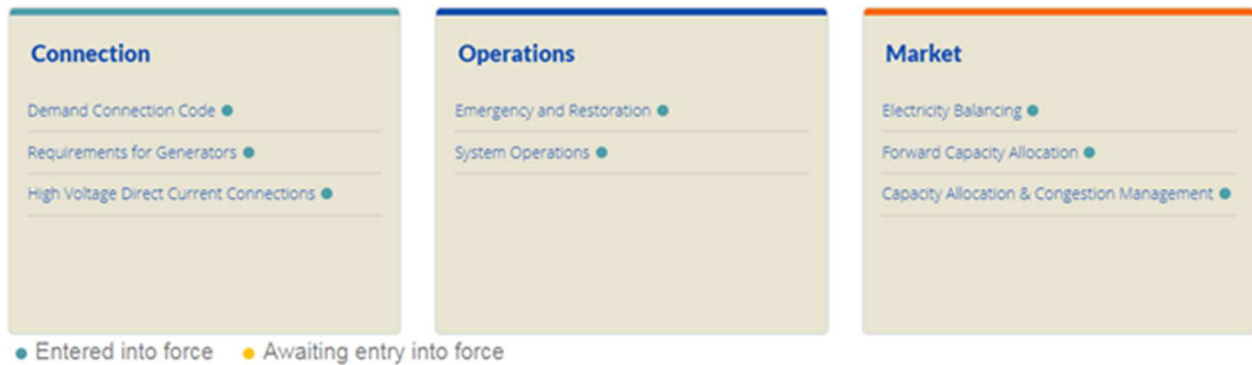 Connection
Demand Connection Code
Requirements for Generators
High Voltage Direct Current Connections
Operations
Emergency and Restoration
System Operations
Market
Electricity Balancing
Forward Capacity Allocation
Capacity Allocation & Congestion Management
Entered into force
Awaiting entry into force